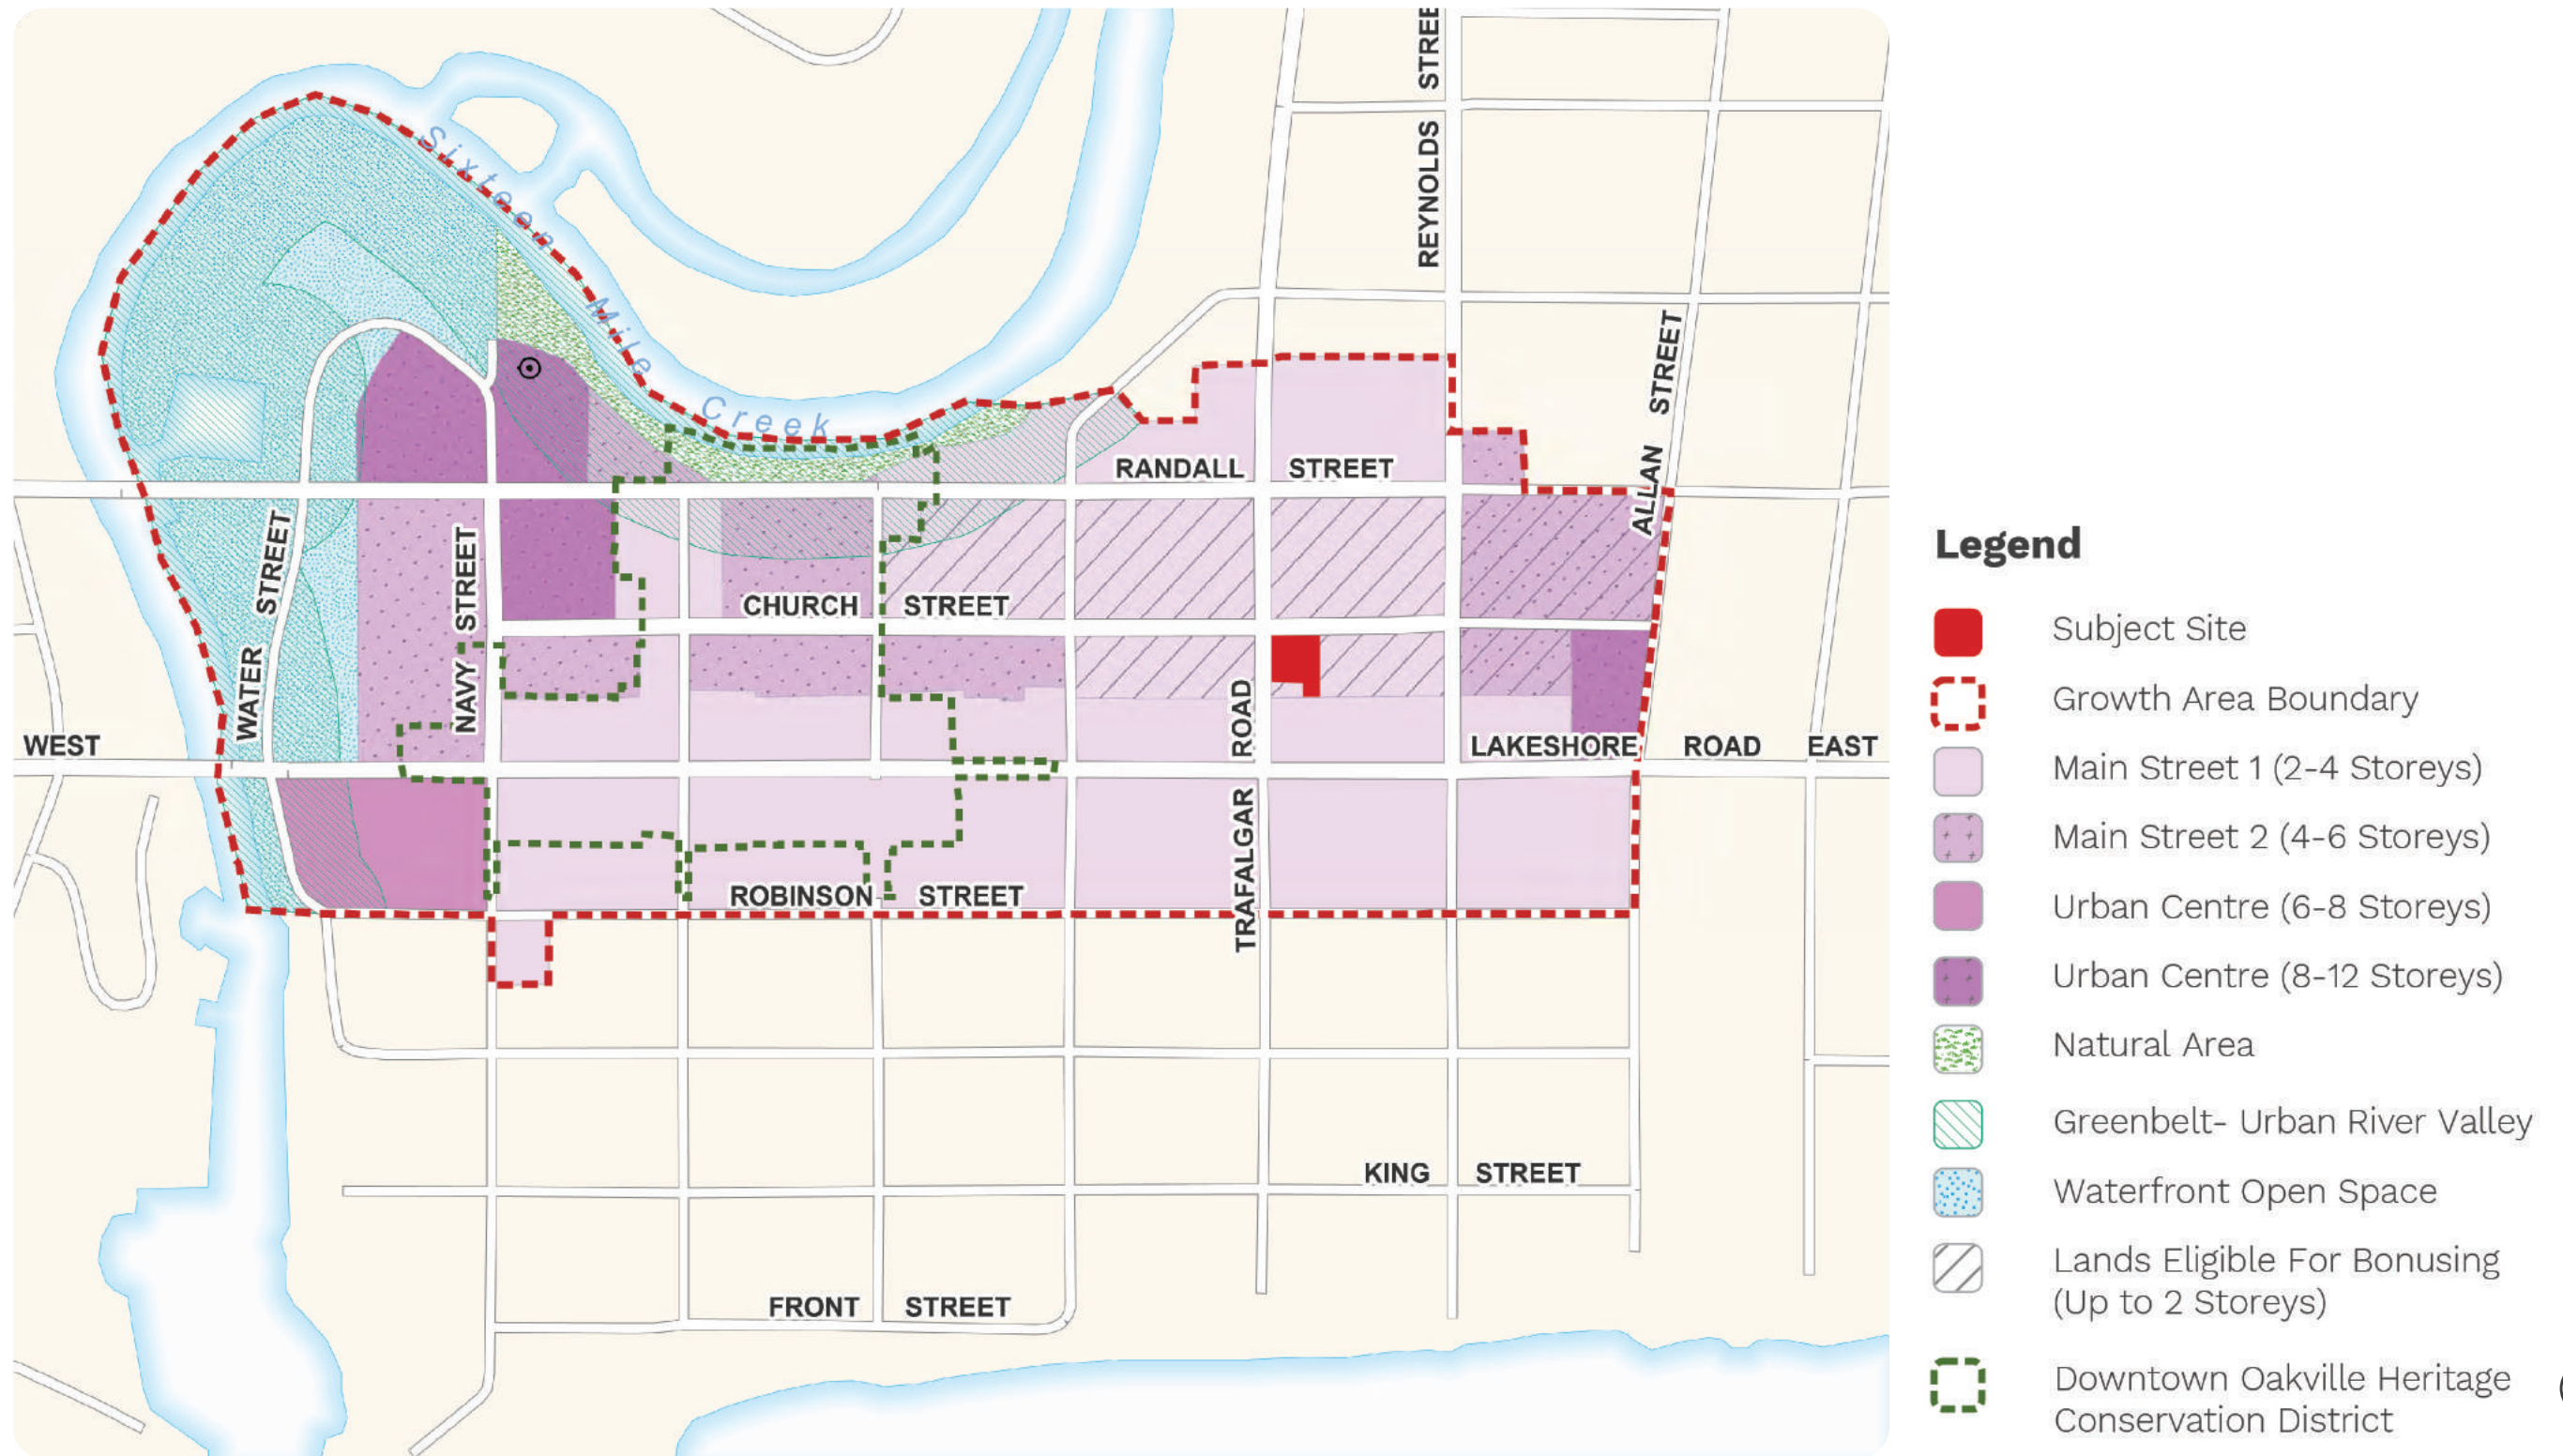 STREE
REYNOLDS
Sixteen
Mile
Creek
ALLAN STREET
RANDALL STREET
WATER STREET
NAVY STREET
CHURCH STREET
WEST
TRAFALGAR ROAD
LAKESHORE ROAD EAST
ROBINSON STREET
KING STREET
FRONT STREET
Legend
Subject Site
Growth Area Boundary
Main Street 1 (2-4 Storeys)
Main Street 2 (4-6 Storeys)
Urban Centre (6-8 Storeys)
Urban Centre (8-12 Storeys)
Natural Area
Greenbelt- Urban River Valley
Waterfront Open Space
Lands Eligible For Bonusing
(Up to 2 Storeys)
Downtown Oakville Heritage
Conservation District